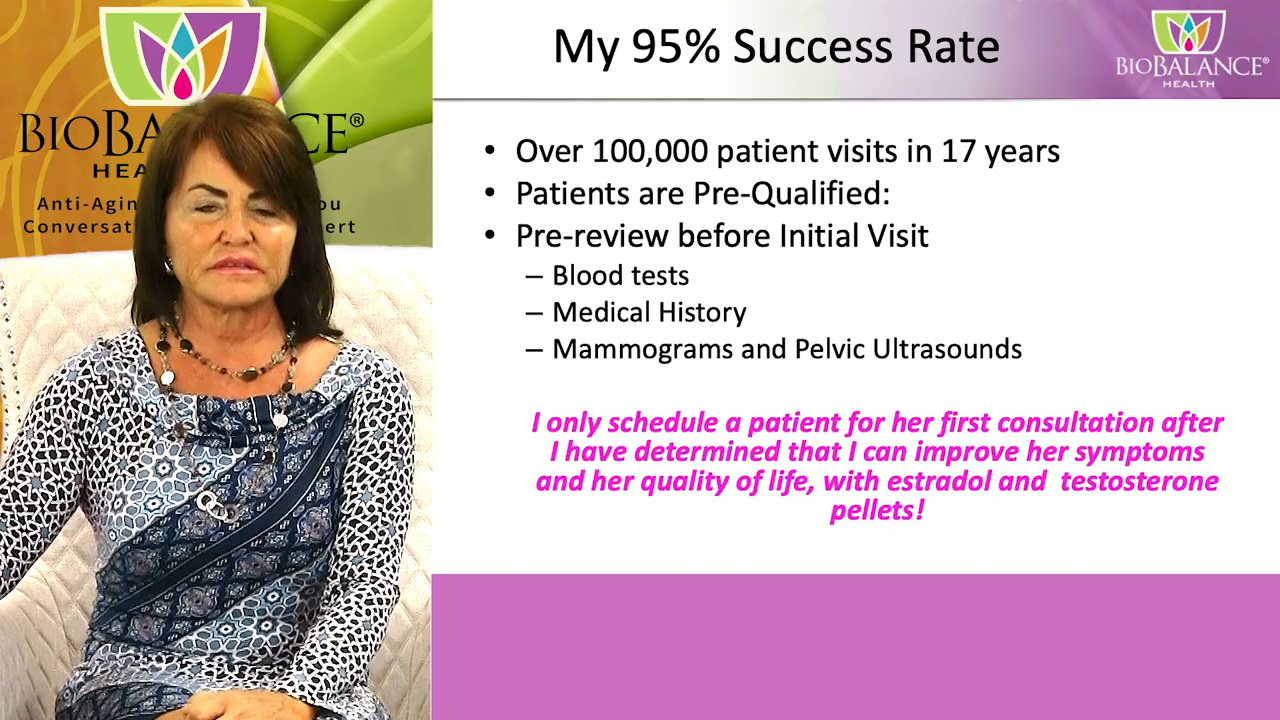 BIOBA NCE®
HEA
Anti-Agin ou
Conversat ert
My 95% Success Rate
BIOBALANCE®
HEALTH
• Over 100,000 patient visits in 17 years
• Patients are Pre-Qualified:
• Pre-review before Initial Visit
– Blood tests
– Medical History
– Mammograms and Pelvic Ultrasounds
I only schedule a patient for her first consultation after
I have determined that I can improve her symptoms
and her quality of life, with estradol and testosterone
pellets!